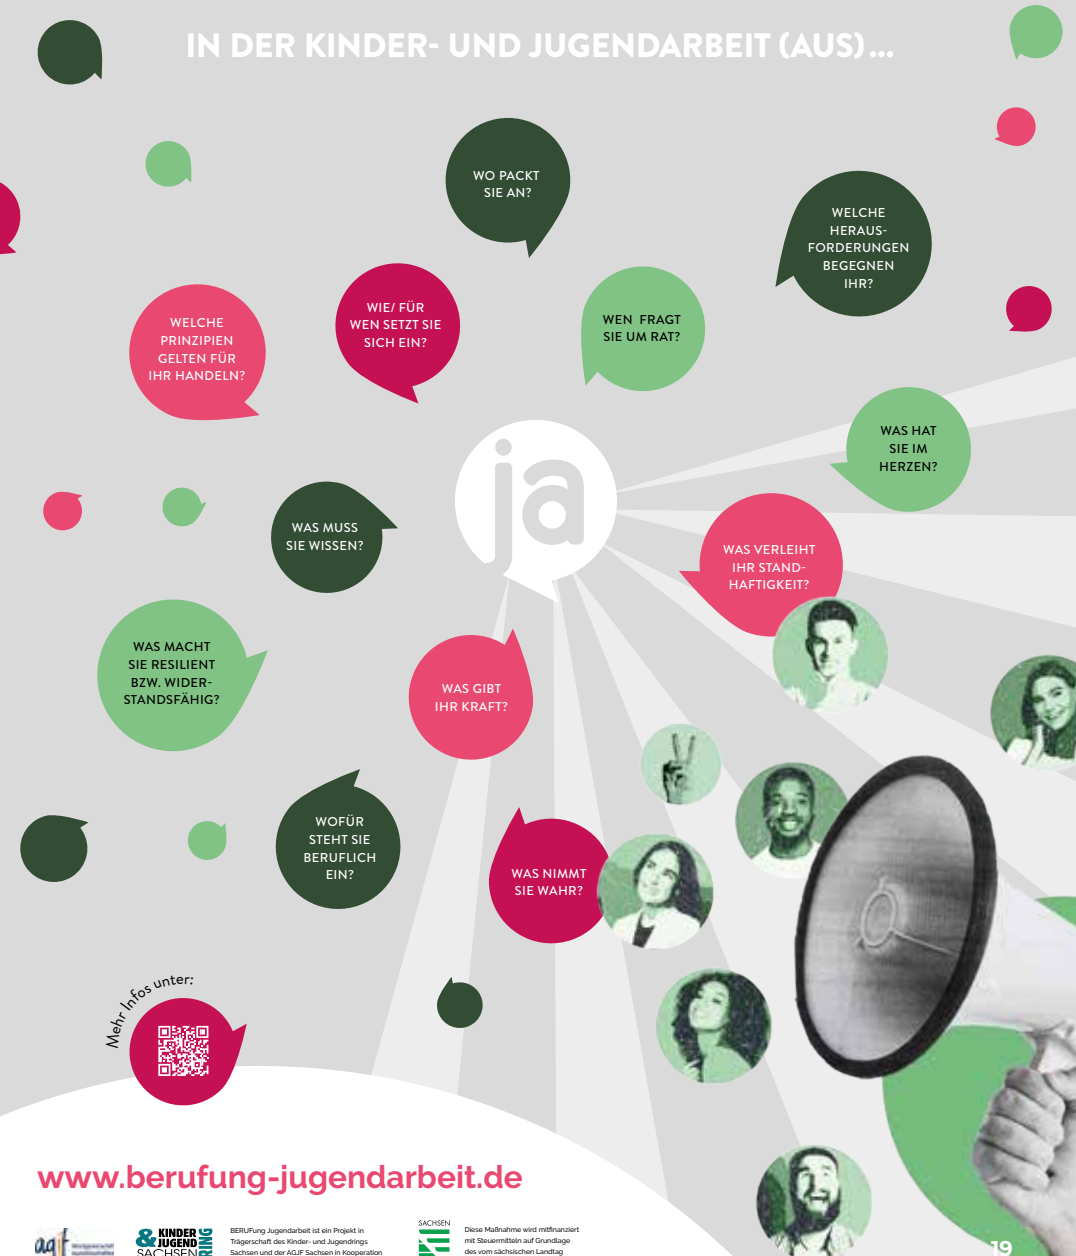 IN DER KINDER- UND JUGENDARBEIT (AUS)...
WO PACKT
SIE AN?
WELCHE
HERAUS-
FORDERUNGEN
BEGEGNEN
IHR?
WELCHE
PRINZIPIEN
GELTEN FÜR
IHR HANDELN?
WIE/ FÜR
WEN SETZT SIE
SICH EIN?
WEN FRAGT
SIE UM RAT?
WAS HAT
SIE IM
HERZEN?
ja
WAS MUSS
SIE WISSEN?
WAS VERLEIHT
IHR STAND-
HAFTIGKEIT?
WAS MACHT
SIE RESILIENT
BZW. WIDER-
STANDSFÄHIG?
WAS GIBT
IHR KRAFT?
WOFÜR
STEHT SIE
BERUFLICH
EIN?
WAS NIMMT
SIE WAHR?
Mehr Infos unter:
www.berufung-jugendarbeit.de
agjf
& KINDER
JUGEND
SACHSEN
RING
BERUFung Jugendarbeit ist ein Projekt in
Trägerschaft des Kinder- und Jugendrings
Sachsen und der AGJF Sachsen in Kooperation
SACHSEN
Diese Maßnahme wird mitfinanziert
mit Steuermitteln auf Grundlage
des vom sächsischen Landtag
19